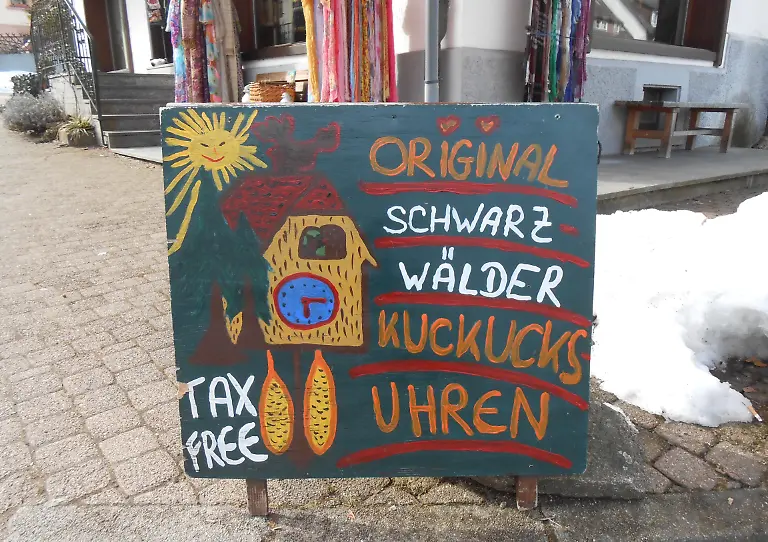 ORIGINAL
SCHWARZ-
WÄLDER
KUCKUCKS
UHREN
TAX
FREE